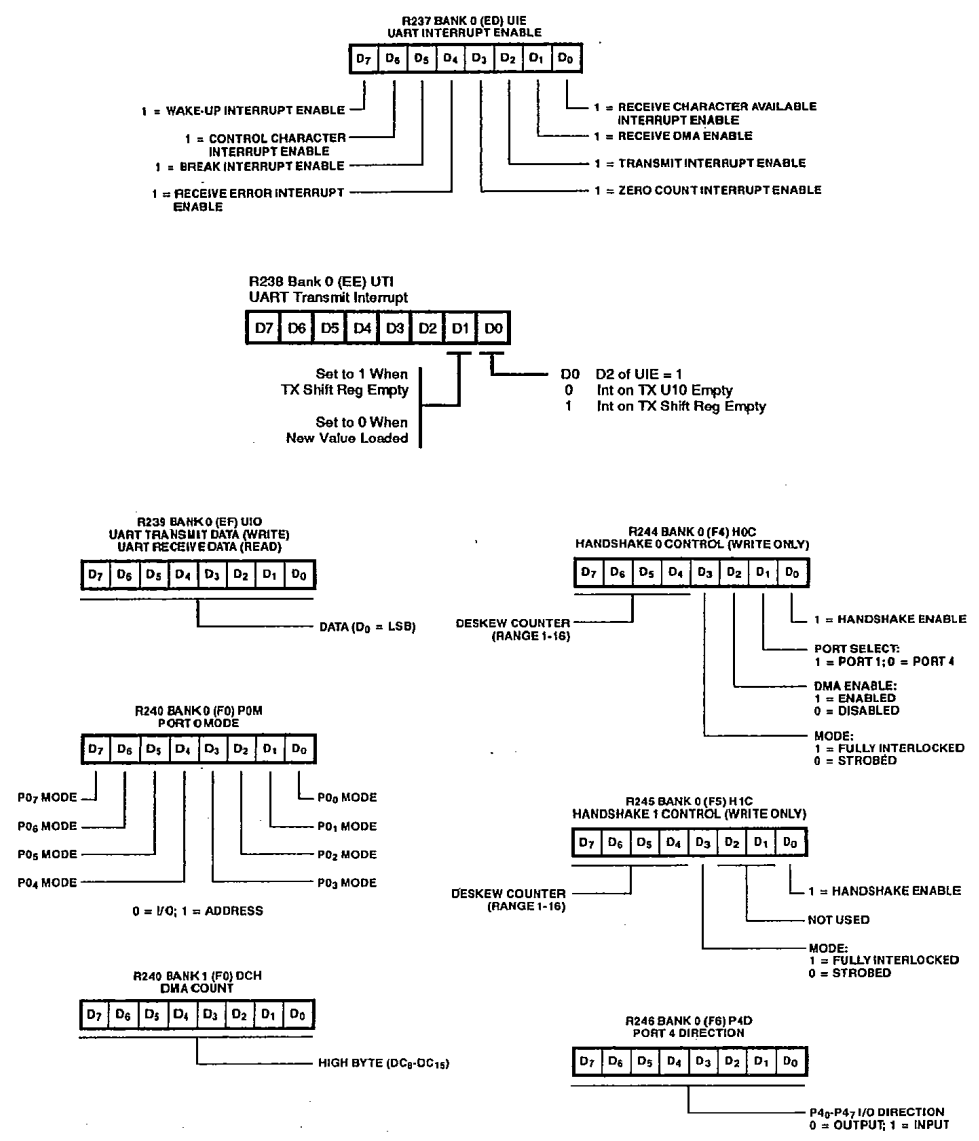 R237 BANK 0 (ED) UIE
UART INTERRUPT ENABLE
D7 D6 D5 D4 D3 D2 D1 D0
1 = WAKE-UP INTERRUPT ENABLE
1 = CONTROL CHARACTER
INTERRUPT ENABLE
1 = BREAK INTERRUPT ENABLE
1 = RECEIVE ERROR INTERRUPT
ENABLE
1 = RECEIVE CHARACTER AVAILABLE
INTERRUPT ENABLE
1 = RECEIVE DMA ENABLE
1 = TRANSMIT INTERRUPT ENABLE
1 = ZERO COUNT INTERRUPT ENABLE
R238 Bank 0 (EE) UTI
UART Transmit Interrupt
D7 D6 D5 D4 D3 D2 D1 D0
Set to 1 When
TX Shift Reg Empty
Set to 0 When
New Value Loaded
D0 D2 of UIE = 1
0 Int on TX U10 Empty
1 Int on TX Shift Reg Empty
R239 BANK 0 (EF) UIO
UART TRANSMIT DATA (WRITE)
UART RECEIVE DATA (READ)
D7 D6 D5 D4 D3 D2 D1 D0
DATA (D0 = LSB)
R240 BANK 0 (F0) P0M
PORT 0 MODE
D7 D6 D5 D4 D3 D2 D1 D0
P07 MODE
P06 MODE
P05 MODE
P04 MODE
P00 MODE
P01 MODE
P02 MODE
P03 MODE
0 = I/O; 1 = ADDRESS
R240 BANK 1 (F0) DCH
DMA COUNT
D7 D6 D5 D4 D3 D2 D1 D0
HIGH BYTE (DC8-DC15)
R244 BANK 0 (F4) H0C
HANDSHAKE 0 CONTROL (WRITE ONLY)
D7 D6 D5 D4 D3 D2 D1 D0
DESKEW COUNTER
(RANGE 1-16)
1 = HANDSHAKE ENABLE
PORT SELECT:
1 = PORT 1; 0 = PORT 4
DMA ENABLE:
1 = ENABLED
0 = DISABLED
MODE:
1 = FULLY INTERLOCKED
0 = STROBED
R245 BANK 0 (F5) H1C
HANDSHAKE 1 CONTROL (WRITE ONLY)
D7 D6 D5 D4 D3 D2 D1 D0
DESKEW COUNTER
(RANGE 1-16)
1 = HANDSHAKE ENABLE
NOT USED
MODE:
1 = FULLY INTERLOCKED
0 = STROBED
R246 BANK 0 (F6) P4D
PORT 4 DIRECTION
D7 D6 D5 D4 D3 D2 D1 D0
P40-P47 I/O DIRECTION
0 = OUTPUT; 1 = INPUT